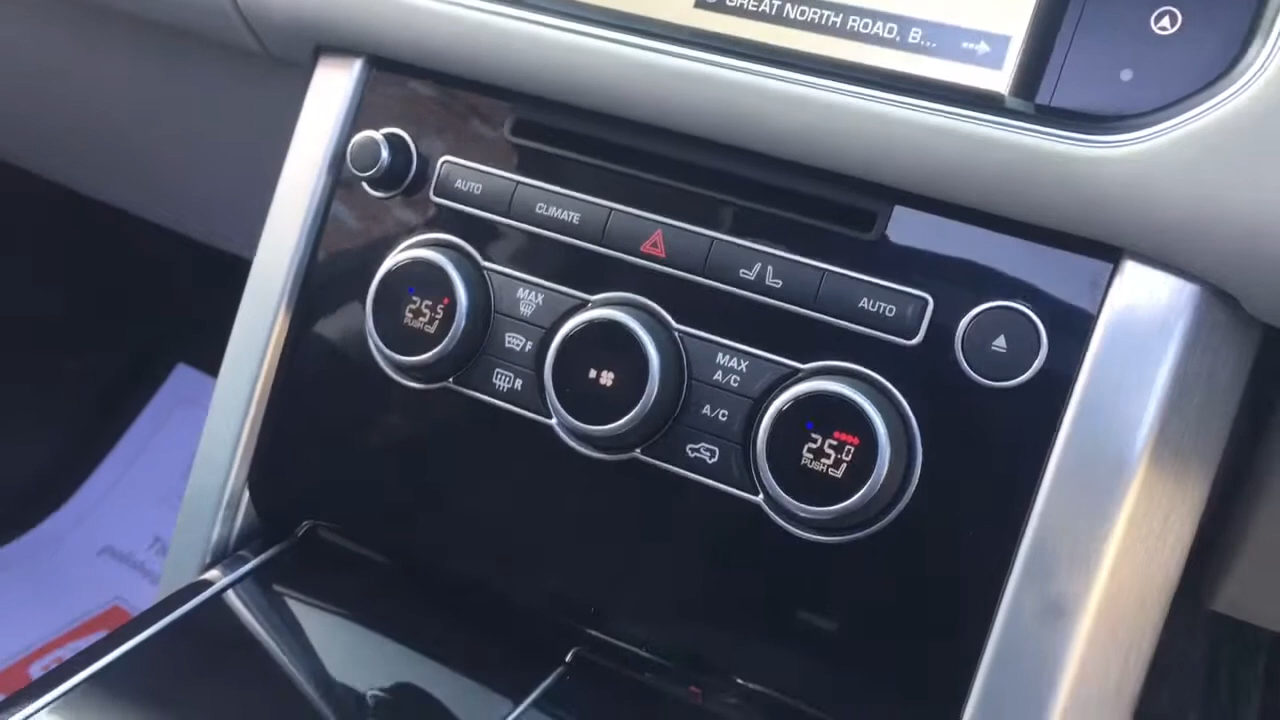 GREAT NORTH ROAD, B...
AUTO
CLIMATE
AUTO
25.5
PUSH
MAX
F
R
MAX
A/C
A/C
25.0
PUSH